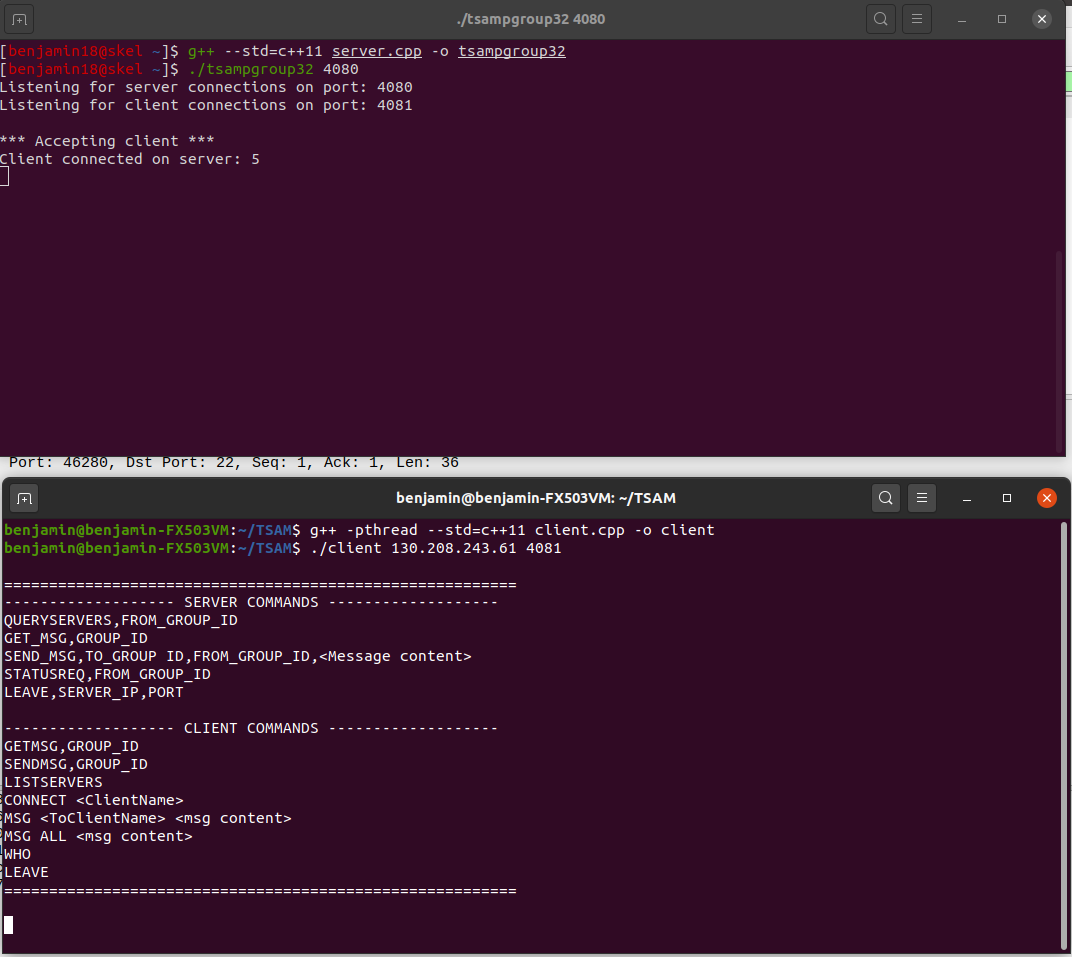 ./tsampgroup32 4080
[benjamin18@skel ~]$ g++ --std=c++11 server.cpp -o tsampgroup32
[benjamin18@skel ~]$ ./tsampgroup32 4080
Listening for server connections on port: 4080
Listening for client connections on port: 4081
*** Accepting client ***
Client connected on server: 5
Port: 46280, Dst Port: 22, Seq: 1, Ack: 1, Len: 36
benjamin@benjamin-FX503VM: ~/TSAM
benjamin@benjamin-FX503VM:~/TSAM$ g++ -pthread --std=c++11 client.cpp -o client
benjamin@benjamin-FX503VM:~/TSAM$ ./client 130.208.243.61 4081
=========================================================
------------------- SERVER COMMANDS -------------------
QUERYSERVERS,FROM_GROUP_ID
GET_MSG,GROUP_ID
SEND_MSG,TO_GROUP ID,FROM_GROUP_ID,<Message content>
STATUSREQ,FROM_GROUP_ID
LEAVE,SERVER_IP,PORT
------------------- CLIENT COMMANDS -------------------
GETMSG,GROUP_ID
SENDMSG,GROUP_ID
LISTSERVERS
CONNECT <ClientName>
MSG <ToClientName> <msg content>
MSG ALL <msg content>
WHO
LEAVE
=========================================================